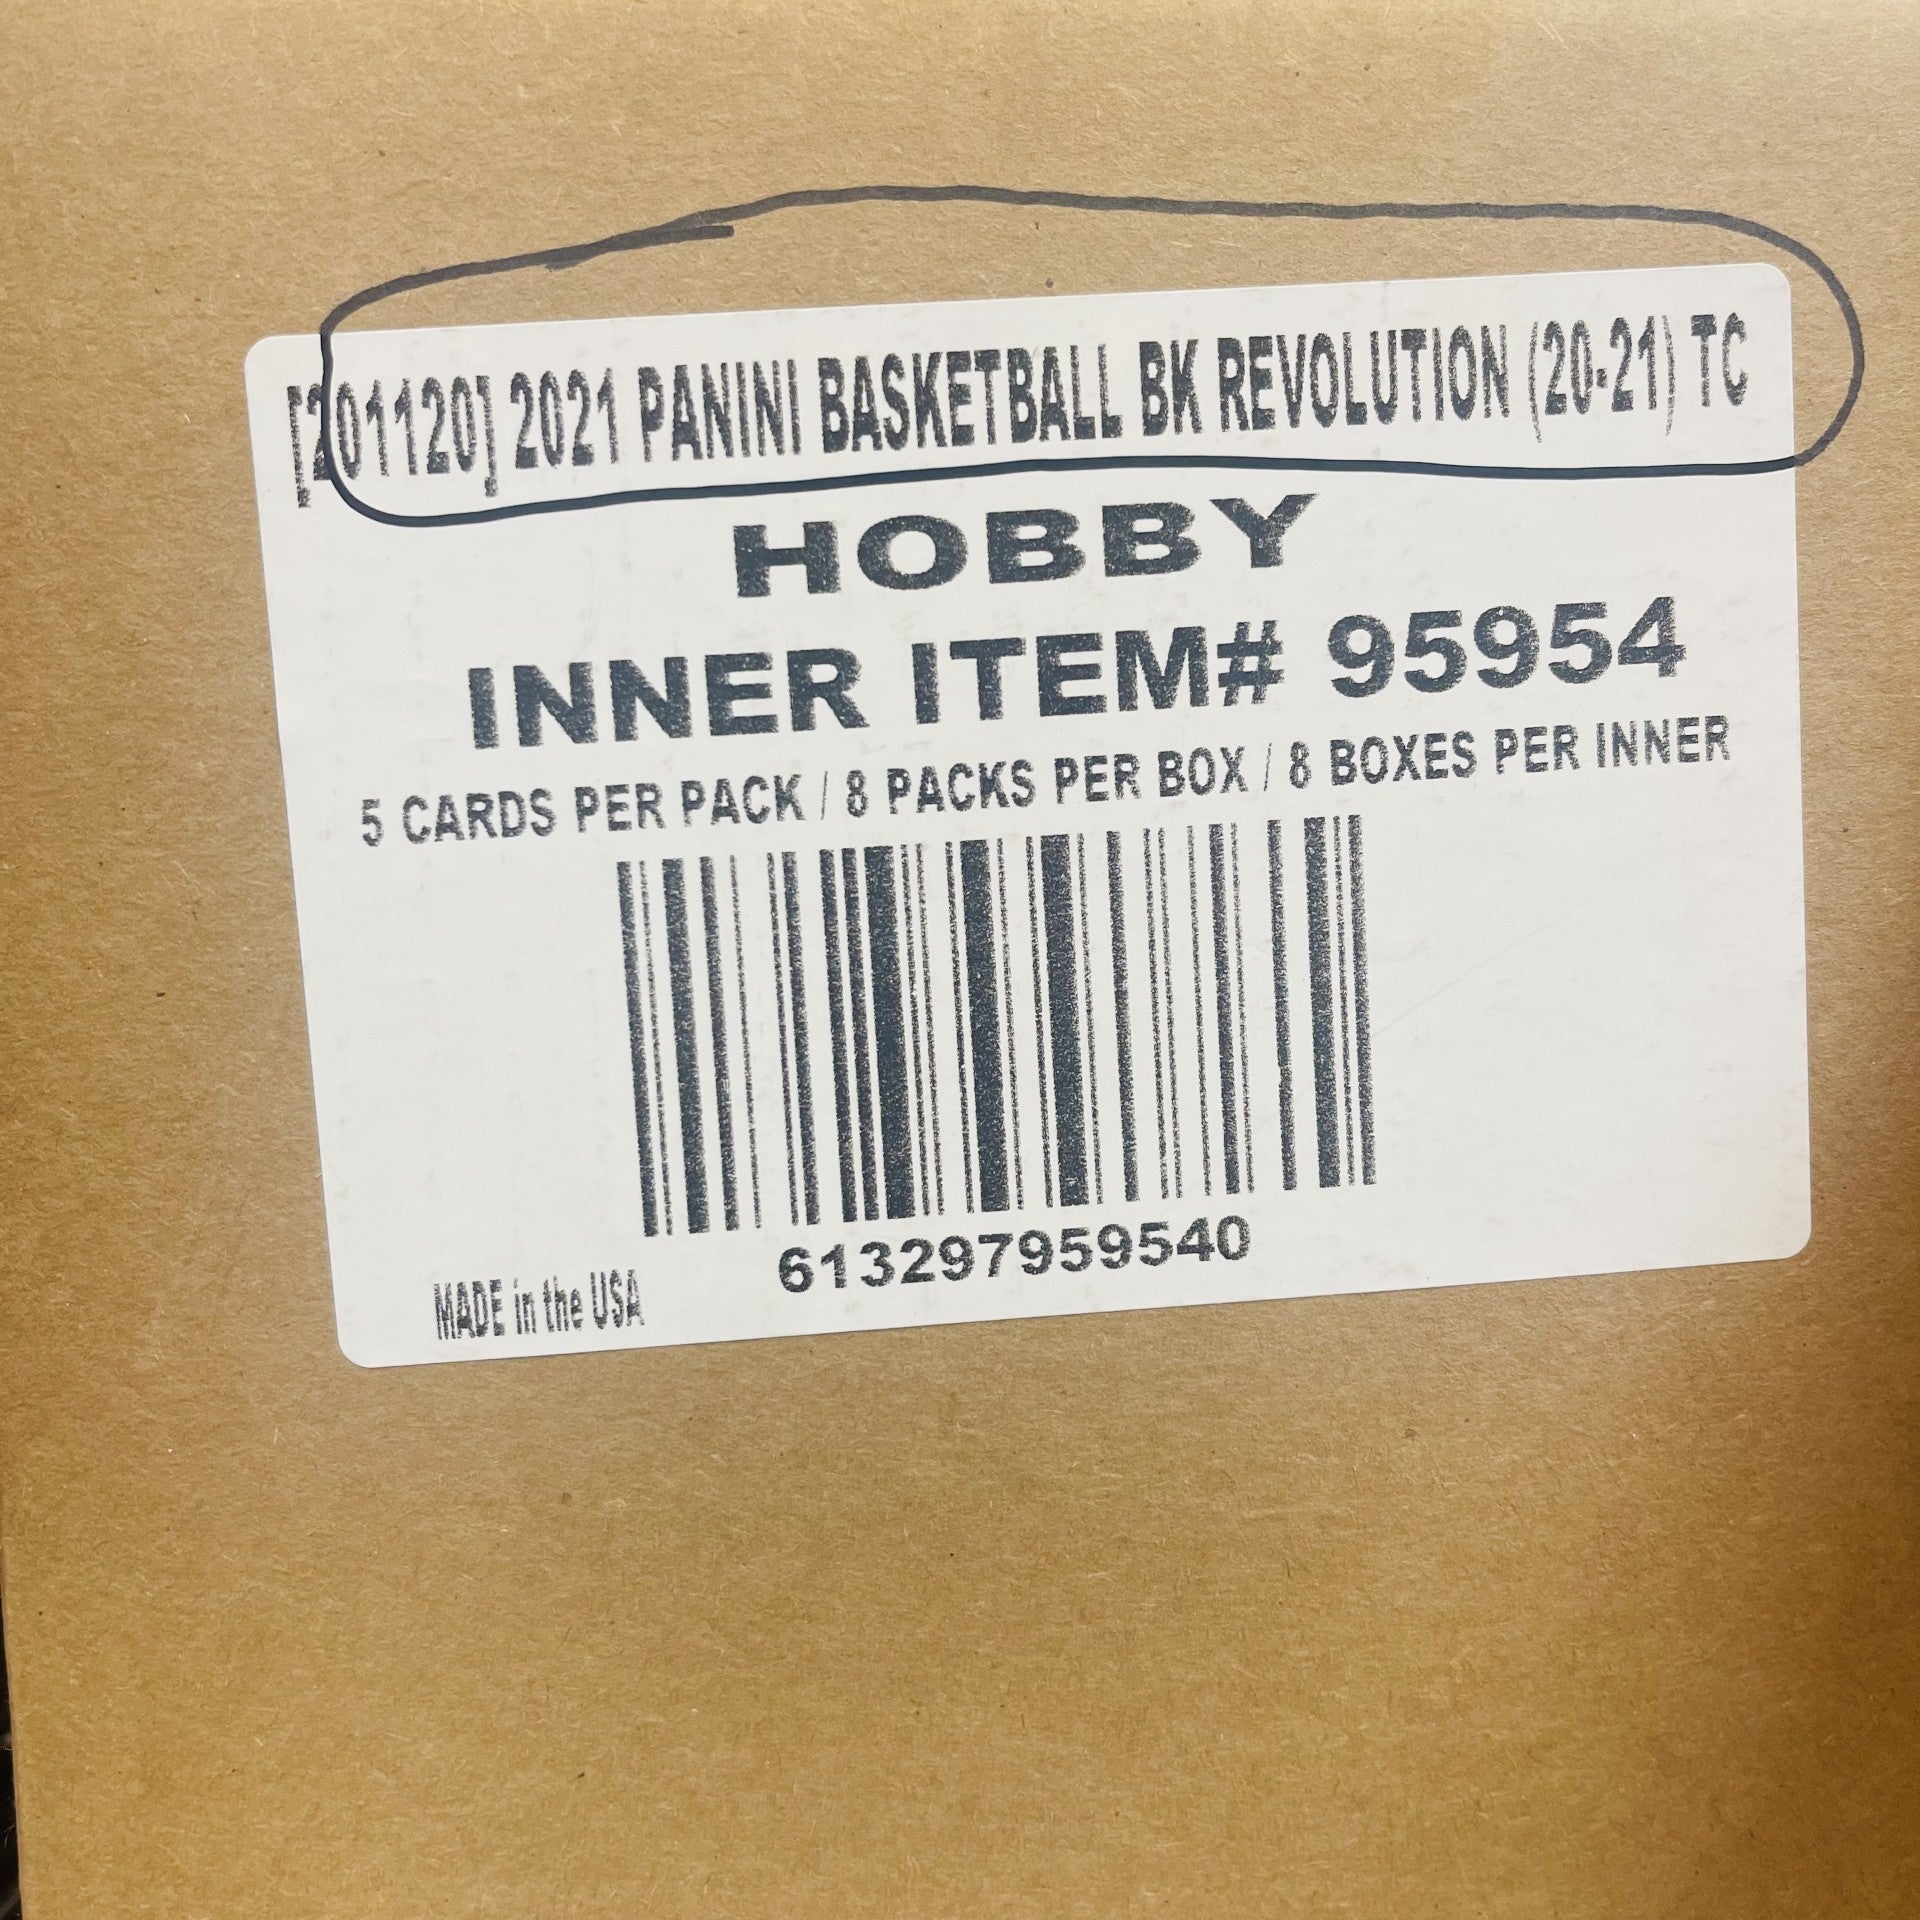 [201120] 2021 PANINI BASKETBALL BK REVOLUTION (20-21) TC
HOBBY
INNER ITEM# 95954
5 CARDS PER PACK / 8 PACKS PER BOX / 8 BOXES PER INNER
613297959540
MADE in the USA